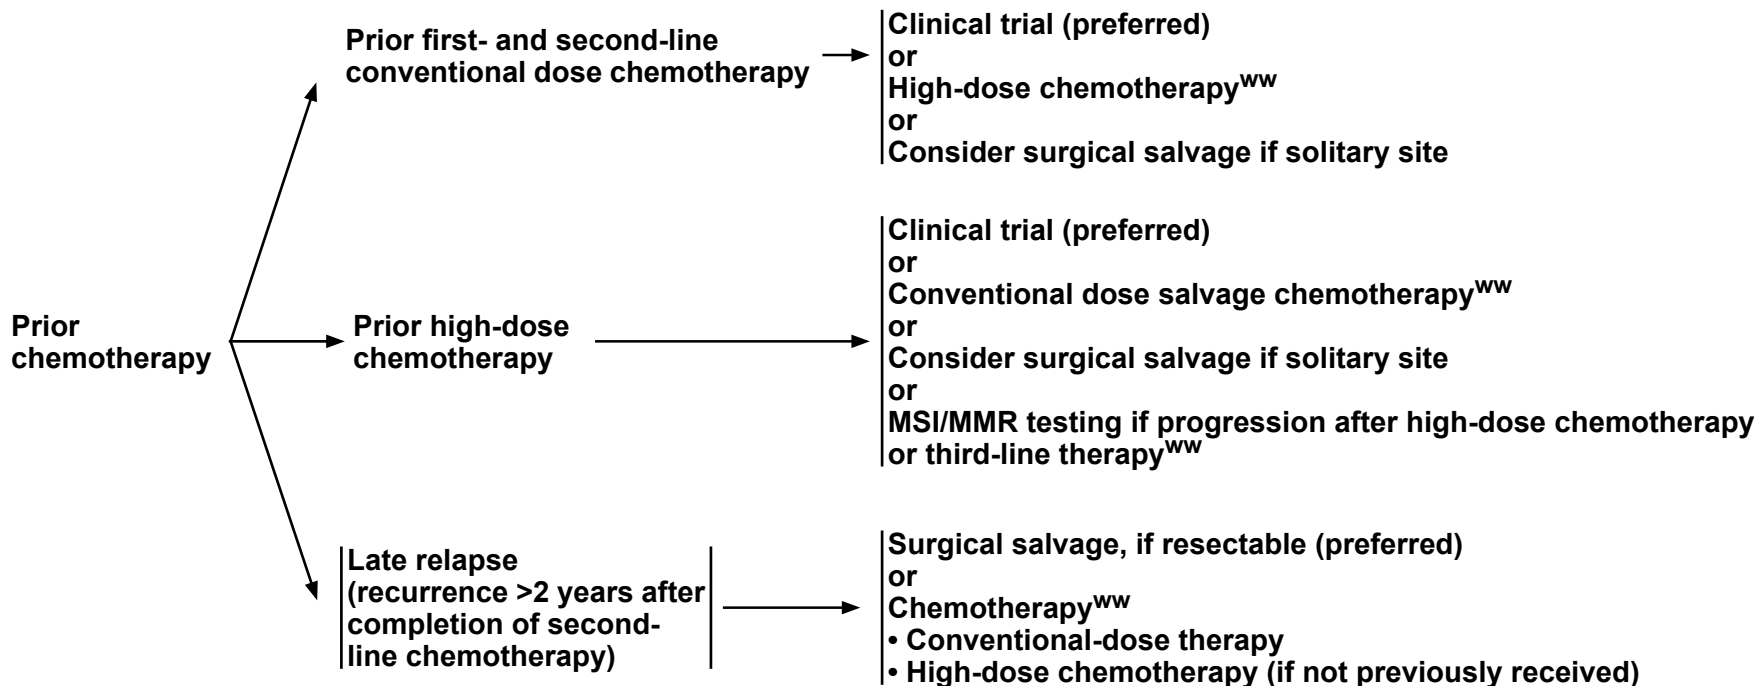 Prior first- and second-line
conventional dose chemotherapy
Clinical trial (preferred)
or
High-dose chemotherapyʷʷ
or
Consider surgical salvage if solitary site
Prior
chemotherapy
Prior high-dose
chemotherapy
Clinical trial (preferred)
or
Conventional dose salvage chemotherapyʷʷ
or
Consider surgical salvage if solitary site
or
MSI/MMR testing if progression after high-dose chemotherapy
or third-line therapyʷʷ
Late relapse
(recurrence >2 years after
completion of second-
line chemotherapy)
Surgical salvage, if resectable (preferred)
or
Chemotherapyʷʷ
• Conventional-dose therapy
• High-dose chemotherapy (if not previously received)